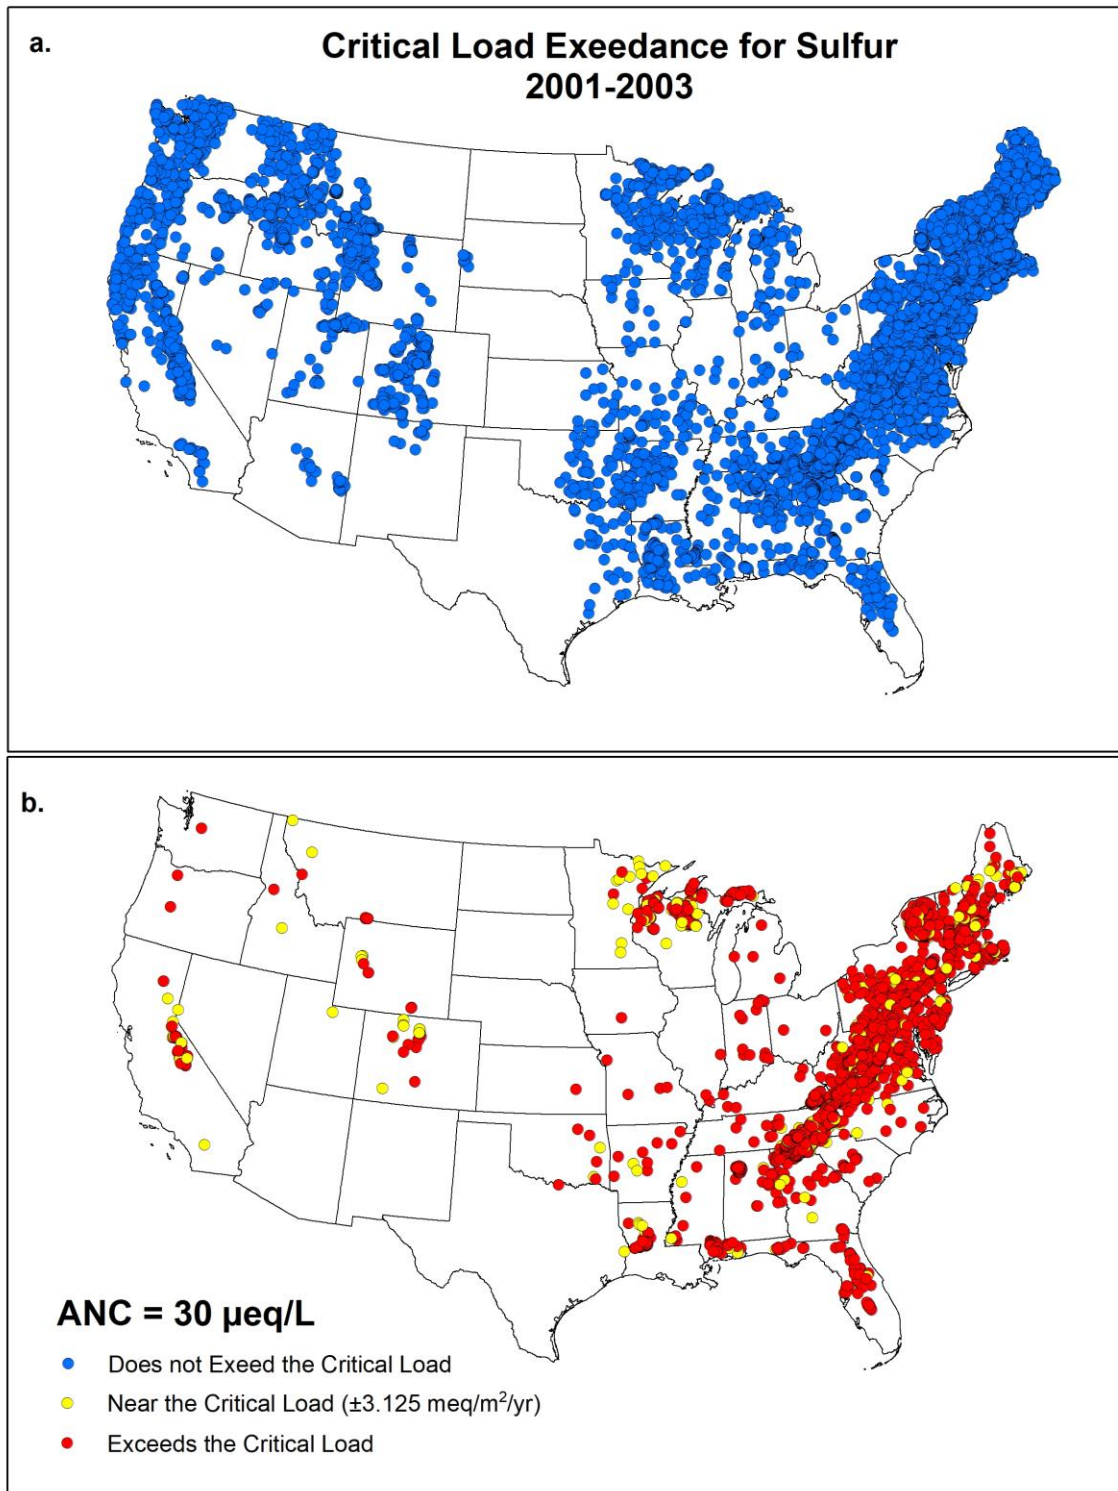 a.
Critical Load Exeedance for Sulfur
2001-2003
b.
ANC = 30 µeq/L
Does not Exeed the Critical Load
Near the Critical Load (±3.125 meq/m²/yr)
Exceeds the Critical Load